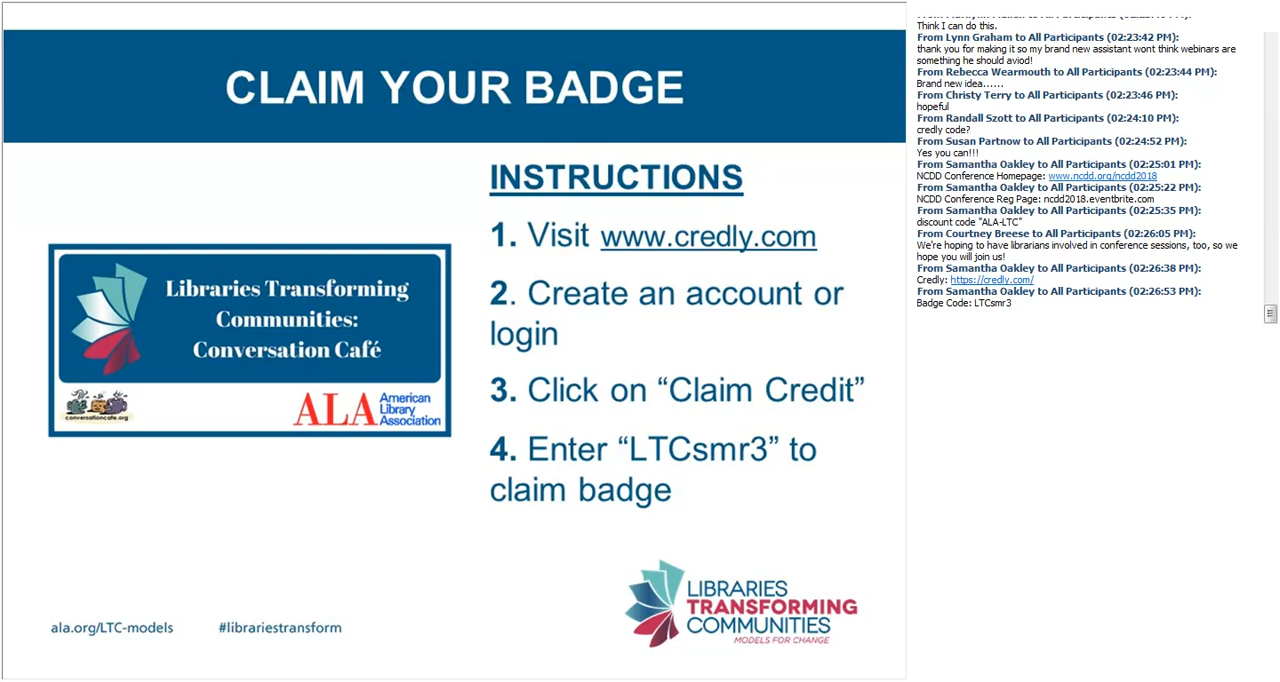 CLAIM YOUR BADGE
INSTRUCTIONS
1. Visit www.credly.com
2. Create an account or
login
3. Click on “Claim Credit”
4. Enter “LTCsmr3” to
claim badge
Libraries Transforming
Communities:
Conversation Café
conversationcafe.org
ALA American
Library
Association
LIBRARIES
TRANSFORMING
COMMUNITIES
MODELS FOR CHANGE
ala.org/LTC-models
#librariestransform
Think I can do this.
From Lynn Graham to All Participants (02:23:42 PM):
thank you for making it so my brand new assistant wont think webinars are
something he should aviod!
From Rebecca Wearmouth to All Participants (02:23:44 PM):
Brand new idea......
From Christy Terry to All Participants (02:23:46 PM):
hopeful
From Randall Szott to All Participants (02:24:10 PM):
credly code?
From Susan Partnow to All Participants (02:24:52 PM):
Yes you can!!!
From Samantha Oakley to All Participants (02:25:01 PM):
NCDD Conference Homepage: www.ncdd.org/ncdd2018
From Samantha Oakley to All Participants (02:25:22 PM):
NCDD Conference Reg Page: ncdd2018.eventbrite.com
From Samantha Oakley to All Participants (02:25:35 PM):
discount code "ALA-LTC"
From Courtney Breese to All Participants (02:26:05 PM):
We're hoping to have librarians involved in conference sessions, too, so we
hope you will join us!
From Samantha Oakley to All Participants (02:26:38 PM):
Credly: https://credly.com/
From Samantha Oakley to All Participants (02:26:53 PM):
Badge Code: LTCsmr3